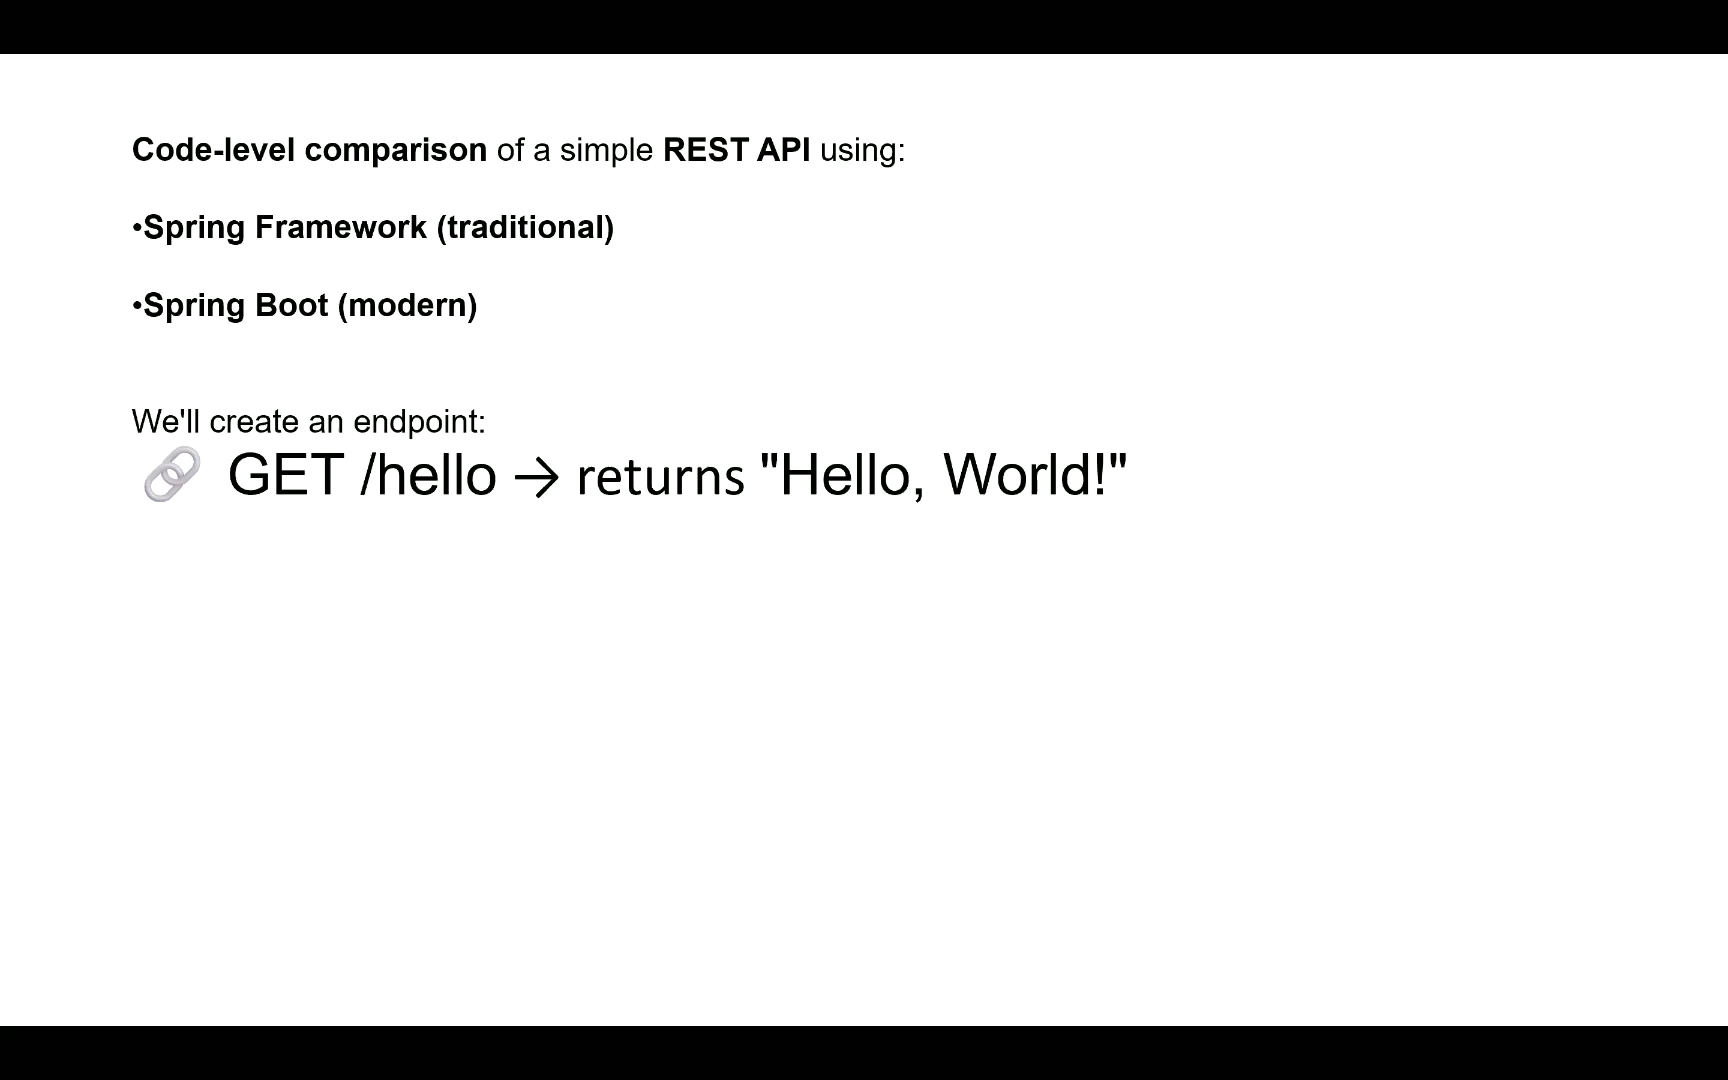 Code-level comparison of a simple REST API using:
•Spring Framework (traditional)
•Spring Boot (modern)
We'll create an endpoint:
🔗 GET /hello → returns "Hello, World!"